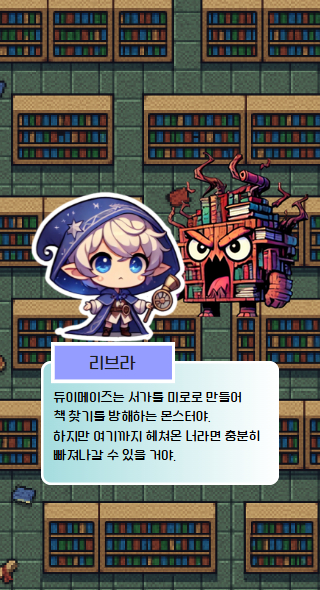 리브라
듀이메이즈는 서가를 미로로 만들어
책 찾기를 방해하는 몬스터야.
하지만 여기까지 헤쳐온 너라면 충분히
빠져나갈 수 있을 거야.